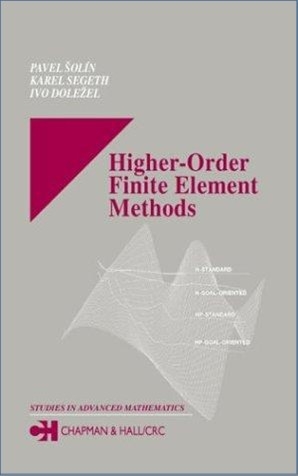 PAVEL ŠOLÍN
KAREL SEGETH
IVO DOLEŽEL
Higher-Order
Finite Element
Methods
H-STANDARD
H-GOAL-ORIENTED
HP-STANDARD
HP-GOAL-ORIENTED
STUDIES IN ADVANCED MATHEMATICS
CHAPMAN & HALL/CRC